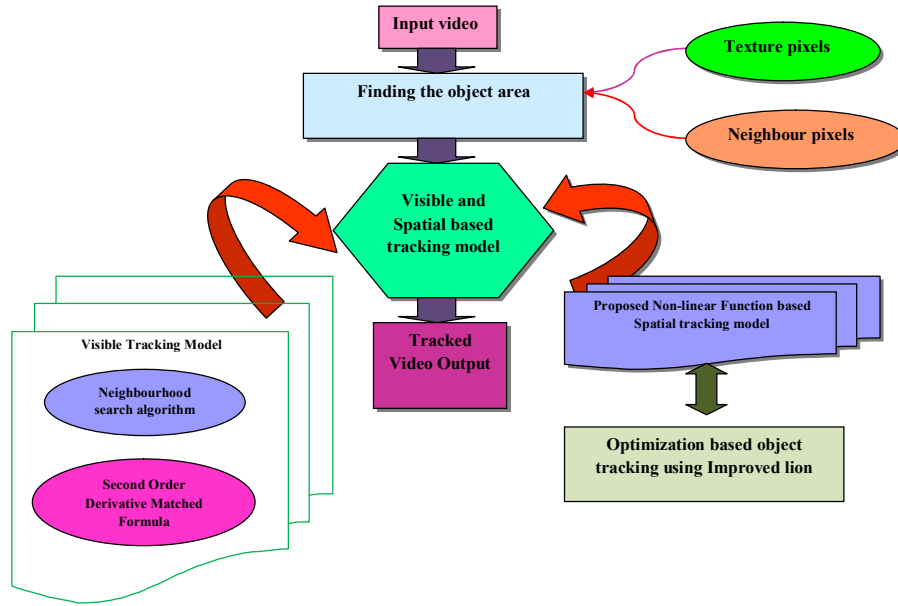 Input video
Texture pixels
Finding the object area
Neighbour pixels
Visible and
Spatial based
tracking model
Proposed Non-linear Function based
Spatial tracking model
Visible Tracking Model
Tracked
Video Output
Neighbourhood
search algorithm
Optimization based object
tracking using Improved lion
Second Order
Derivative Matched
Formula